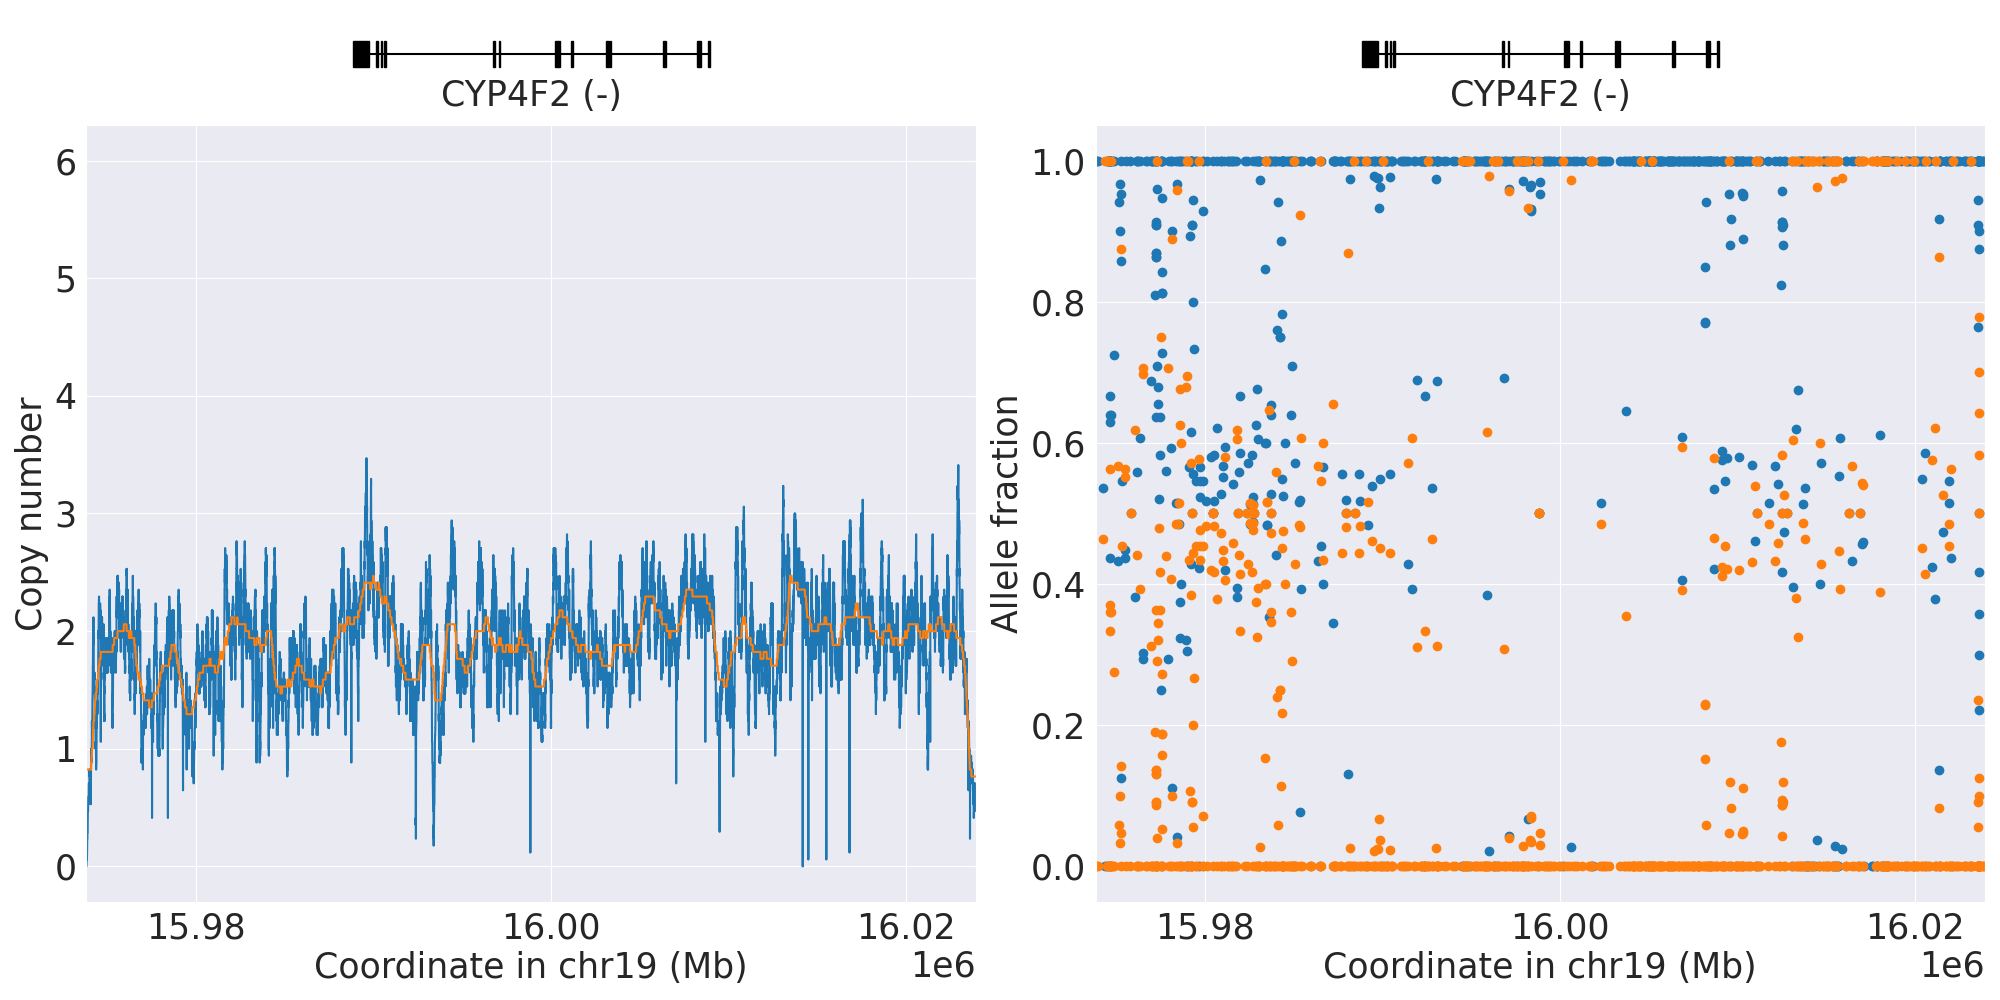 CYP4F2 (-)
6
5
4
3
2
1
0
Copy number
15.98
16.00
16.02
Coordinate in chr19 (Mb)
1e6
CYP4F2 (-)
1.0
0.8
0.6
0.4
0.2
0.0
Allele fraction
15.98
16.00
16.02
Coordinate in chr19 (Mb)
1e6